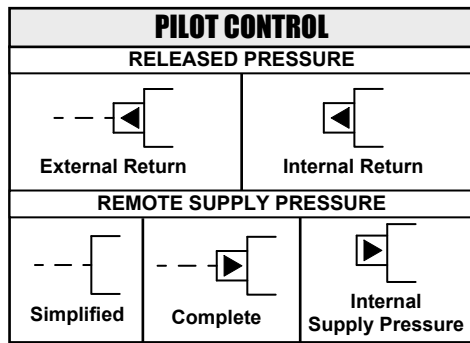 PILOT CONTROL
RELEASED PRESSURE
External Return
Internal Return
REMOTE SUPPLY PRESSURE
Simplified
Complete
Internal
Supply Pressure